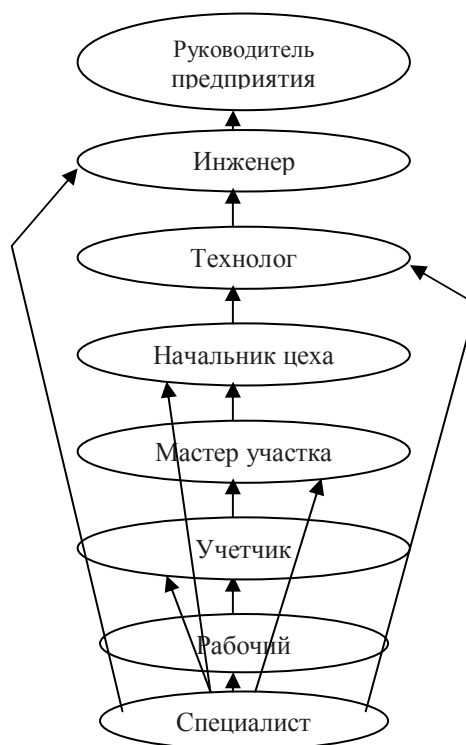 Руководитель
предприятия
Инженер
Технолог
Начальник цеха
Мастер участка
Учетчик
Рабочий
Специалист